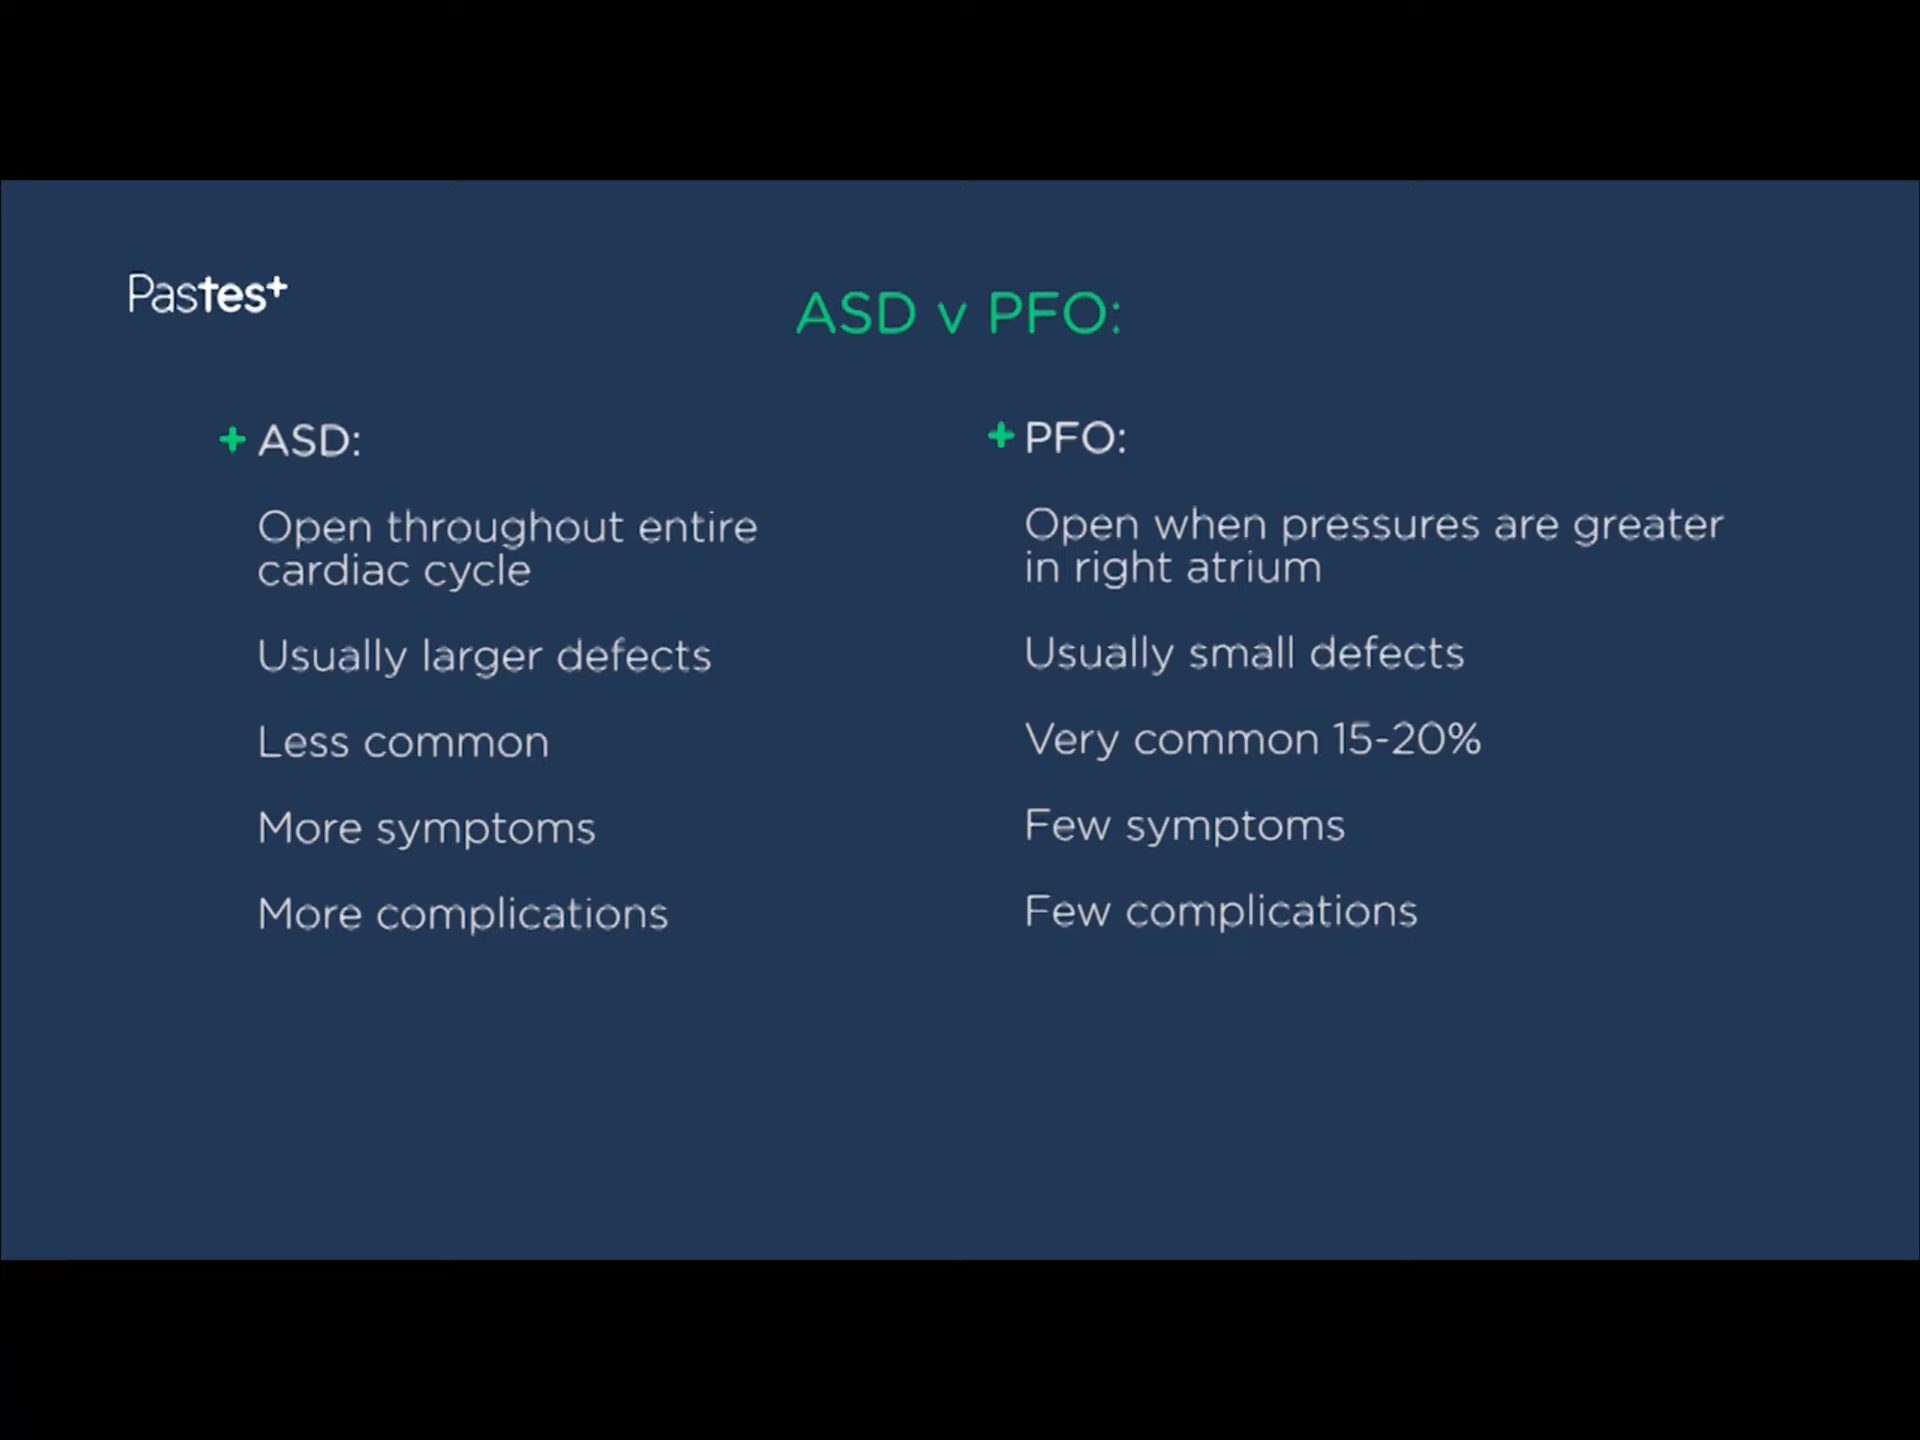 Pastes+
ASD v PFO:
+ ASD:
Open throughout entire
cardiac cycle
Usually larger defects
Less common
More symptoms
More complications
+ PFO:
Open when pressures are greater
in right atrium
Usually small defects
Very common 15-20%
Few symptoms
Few complications